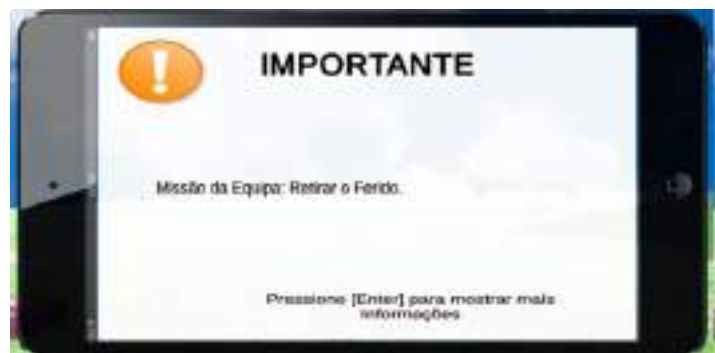 IMPORTANTE
Missão da Equipa: Retirar o Ferido.
Pressione [Enter] para mostrar mais
Informações